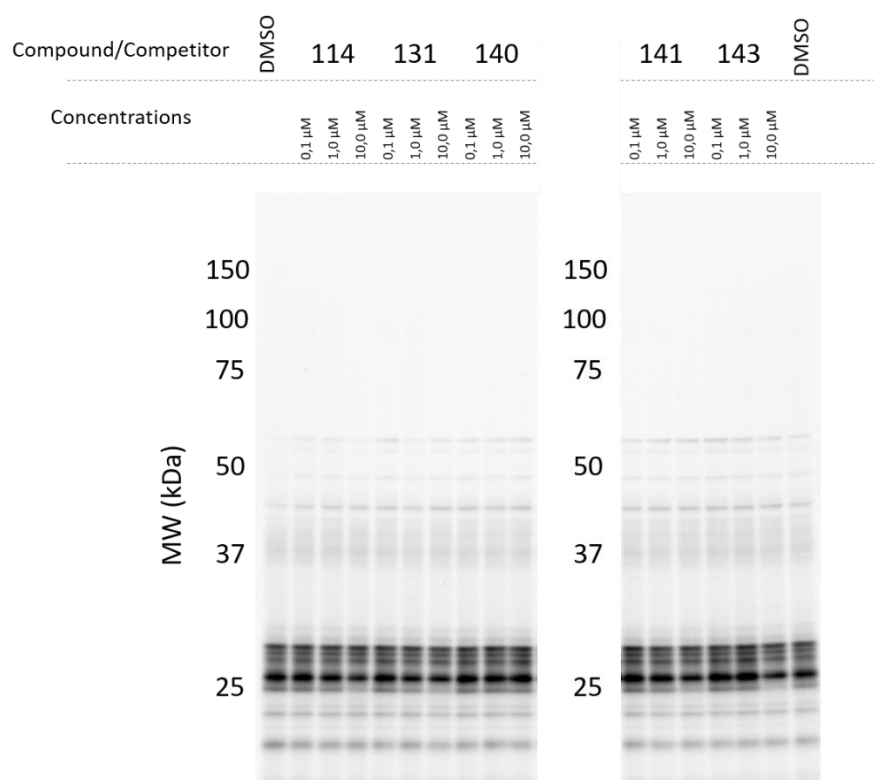 Compound/Competitor DMSO 114 131 140 141 143 DMSO
Concentrations 0,1 µM 1,0 µM 10,0 µM 0,1 µM 1,0 µM 10,0 µM 0,1 µM 1,0 µM 10,0 µM 0,1 µM 1,0 µM 10,0 µM 0,1 µM 1,0 µM 10,0 µM
150 150
100 100
75 75
50 50
MW (kDa)
37 37
25 25